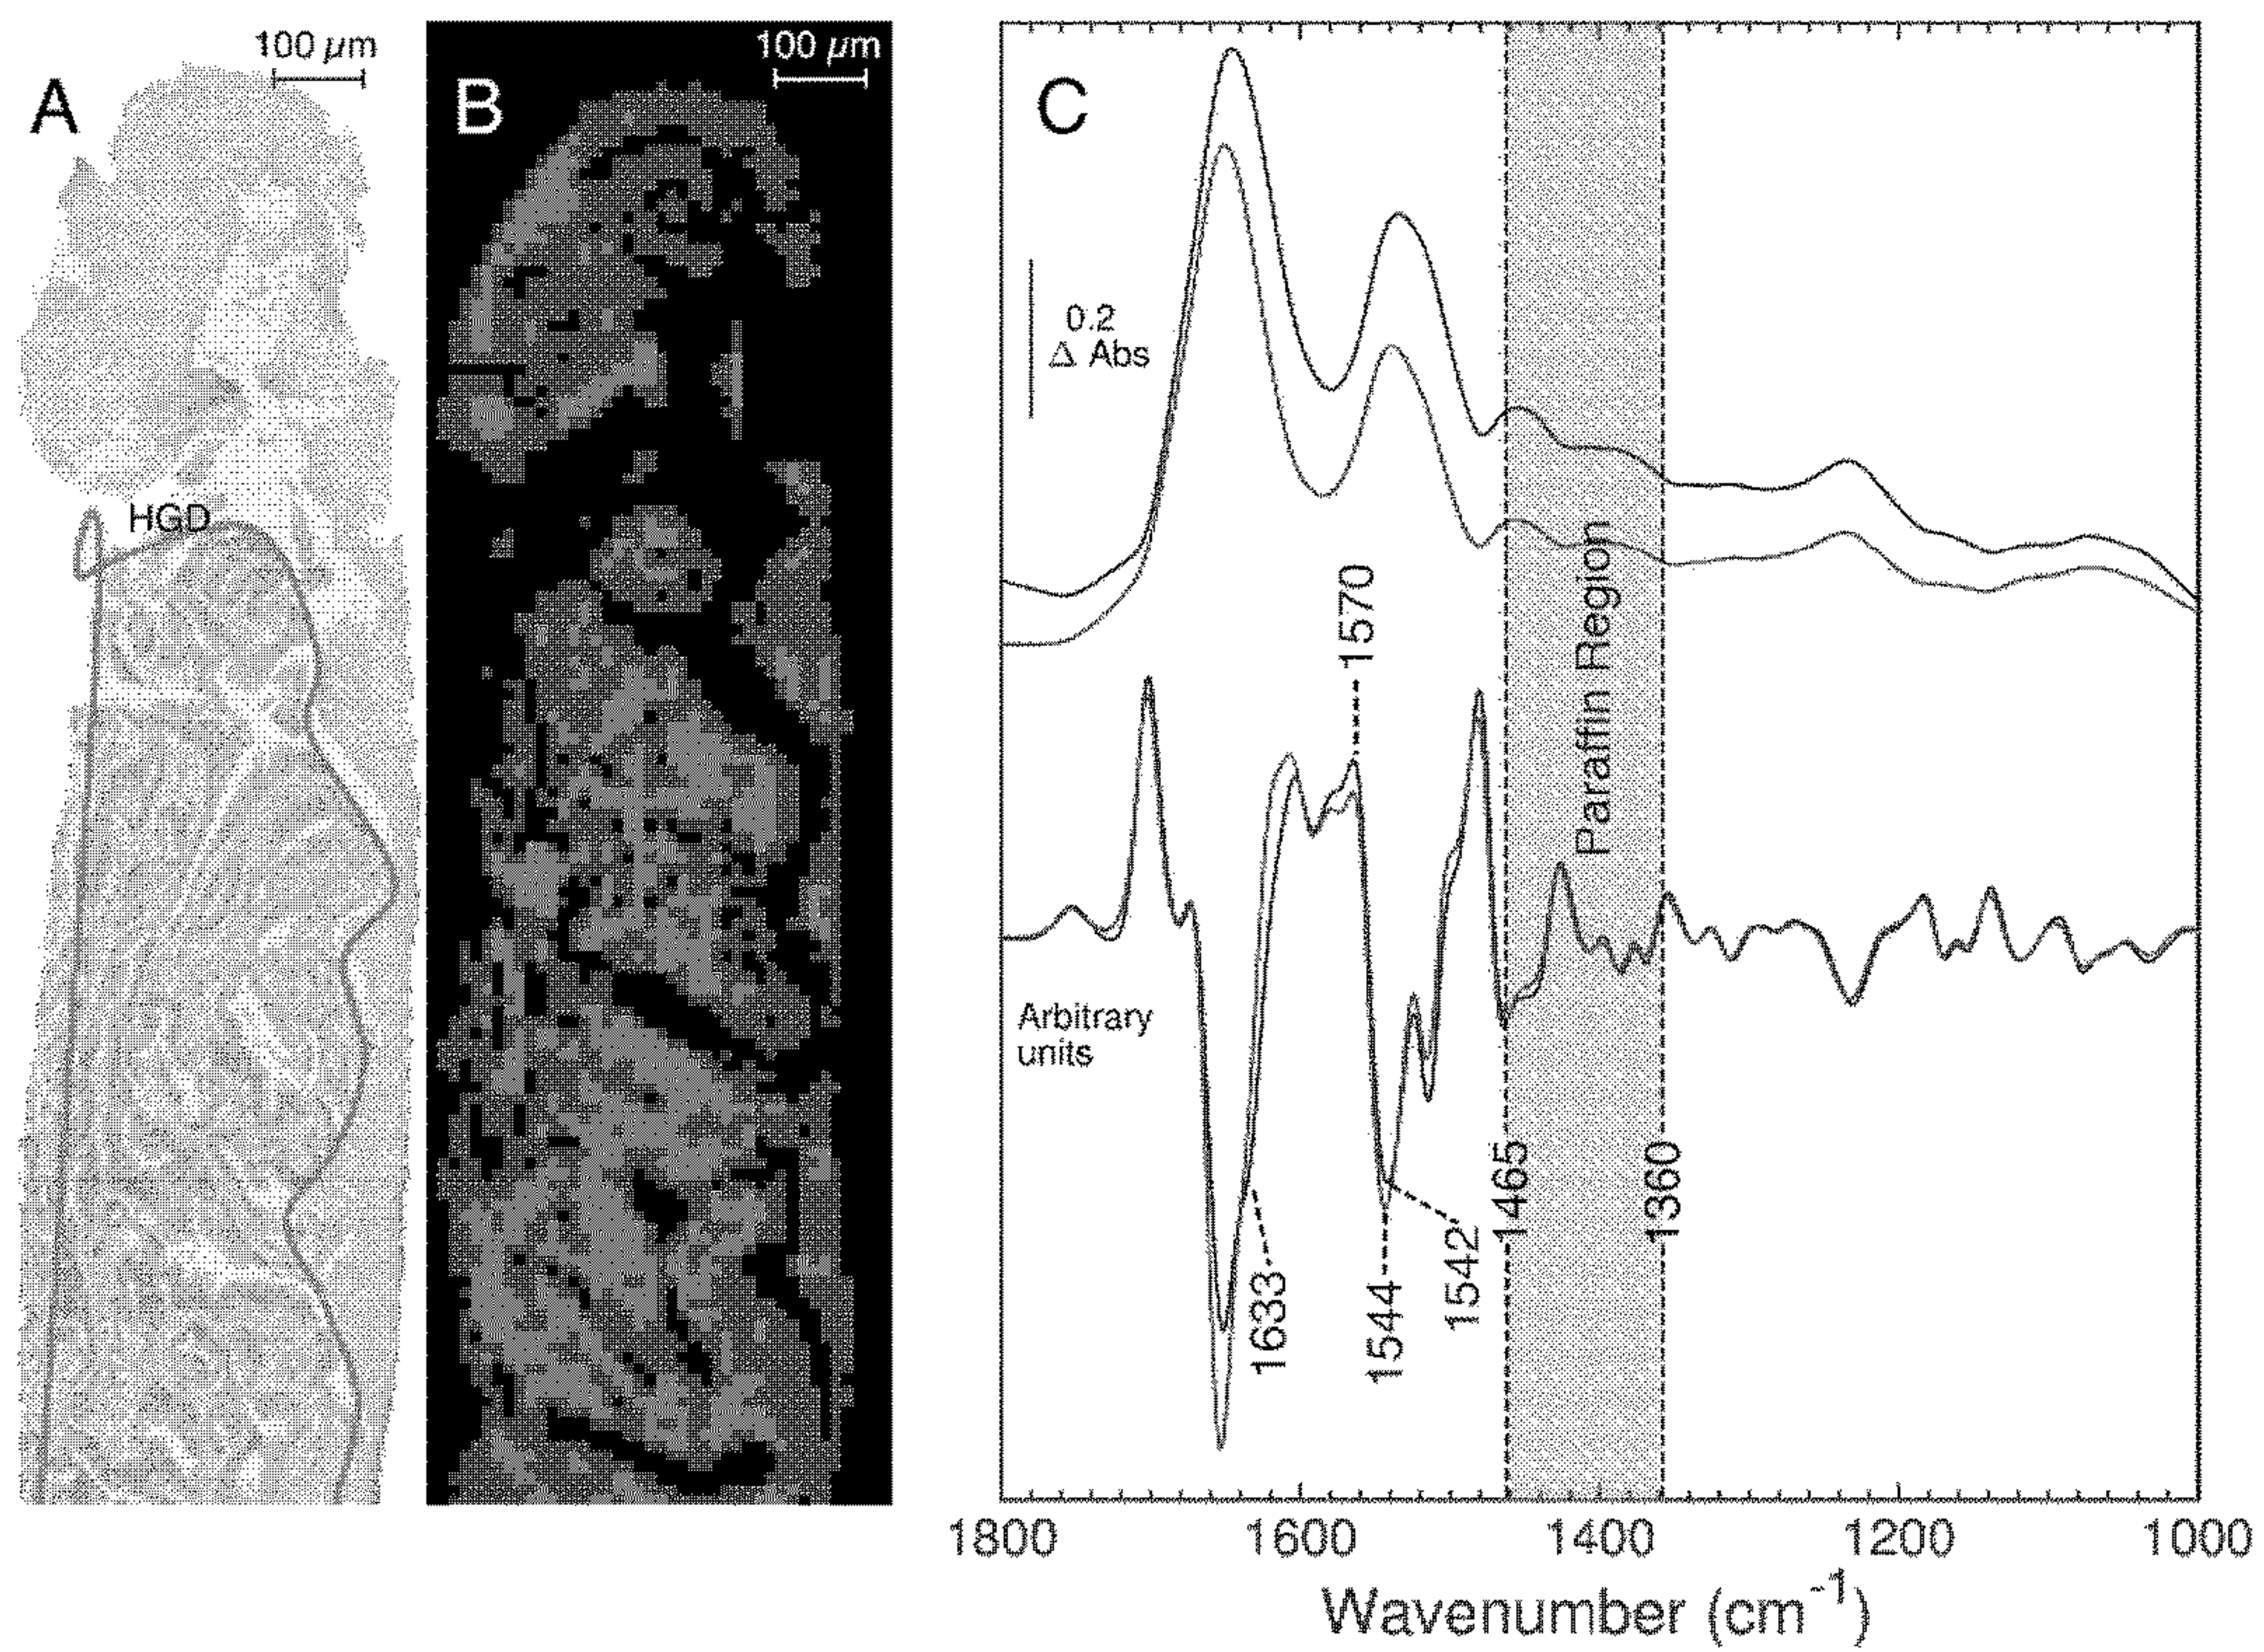 A
100 µm
HGD
B
100 µm
C
0.2
Δ Abs
1570
Paraffin Region
Arbitrary
units
1633
1544
1542
1465
1360
1800 1600 1400 1200 1000
Wavenumber (cm⁻¹)